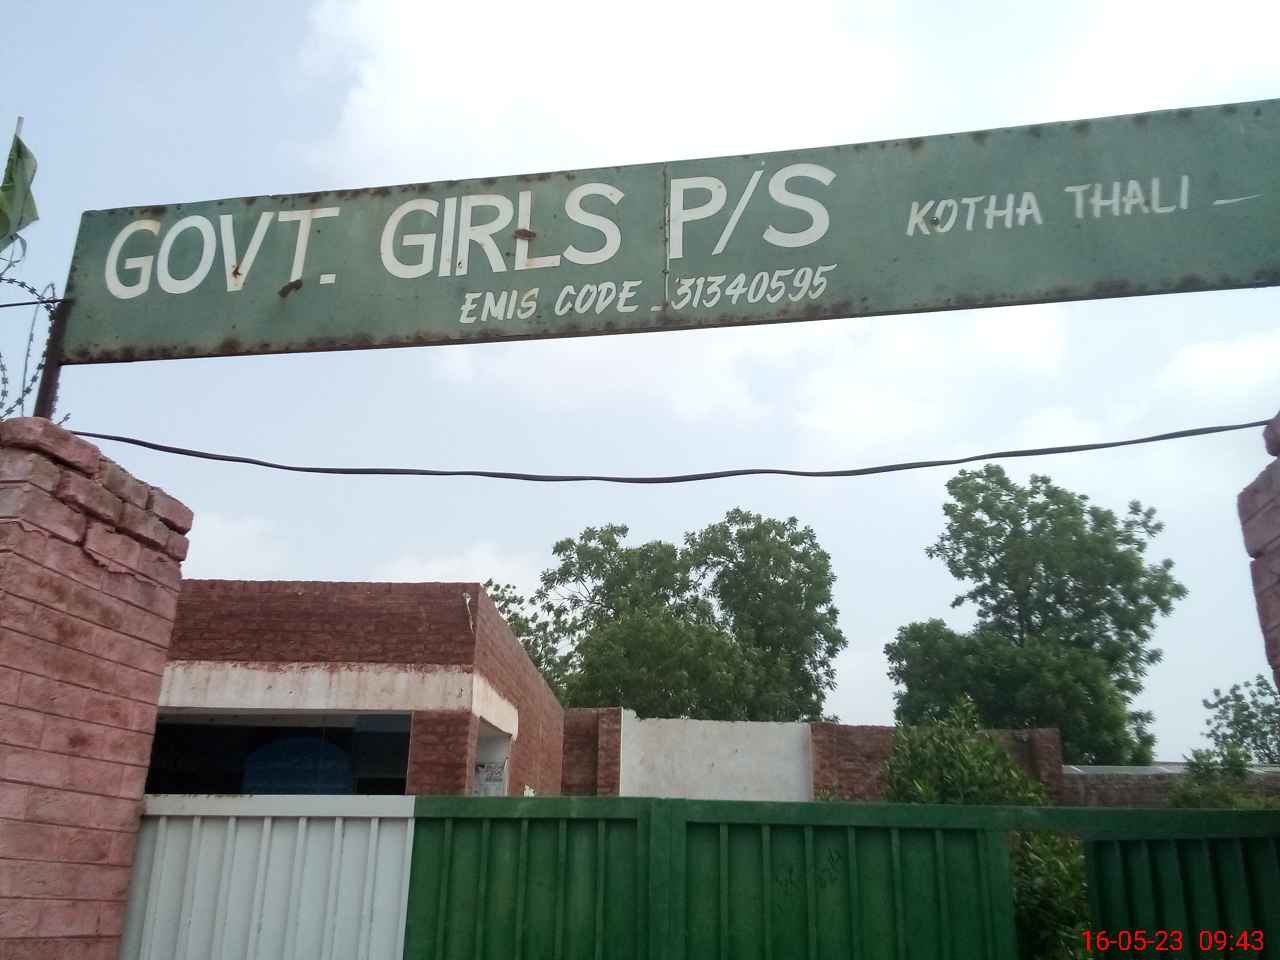 GOVT. GIRLS P/S KOTHA THALI
EMIS CODE - 31340595
16-05-23 09:43